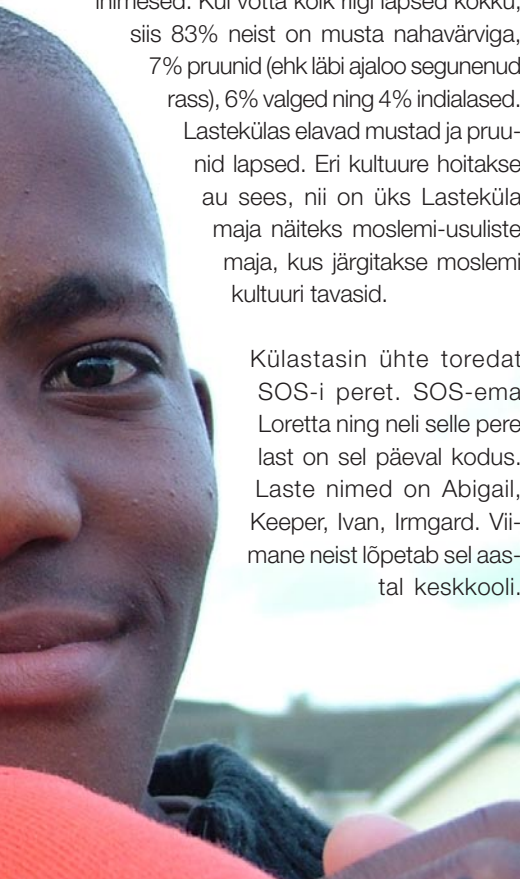 inimesed. Kui võtta kõik riigi lapsed kokku,
siis 83% neist on musta nahavärviga,
7% pruunid (ehk läbi ajaloo segunenud
rass), 6% valged ning 4% indialased.
Lastekülas elavad mustad ja pruu-
nid lapsed. Eri kultuure hoitakse
au sees, nii on üks Lasteküla
maja näiteks moslemi-usuliste
maja, kus järgitakse moslemi
kultuuri tavasid.
Külastasin ühte toredat
SOS-i peret. SOS-ema
Loretta ning neli selle pere
last on sel päeval kodus.
Laste nimed on Abigail,
Keeper, Ivan, Irmgard. Vii-
mane neist lõpetab sel aas-
tal keskkooli.